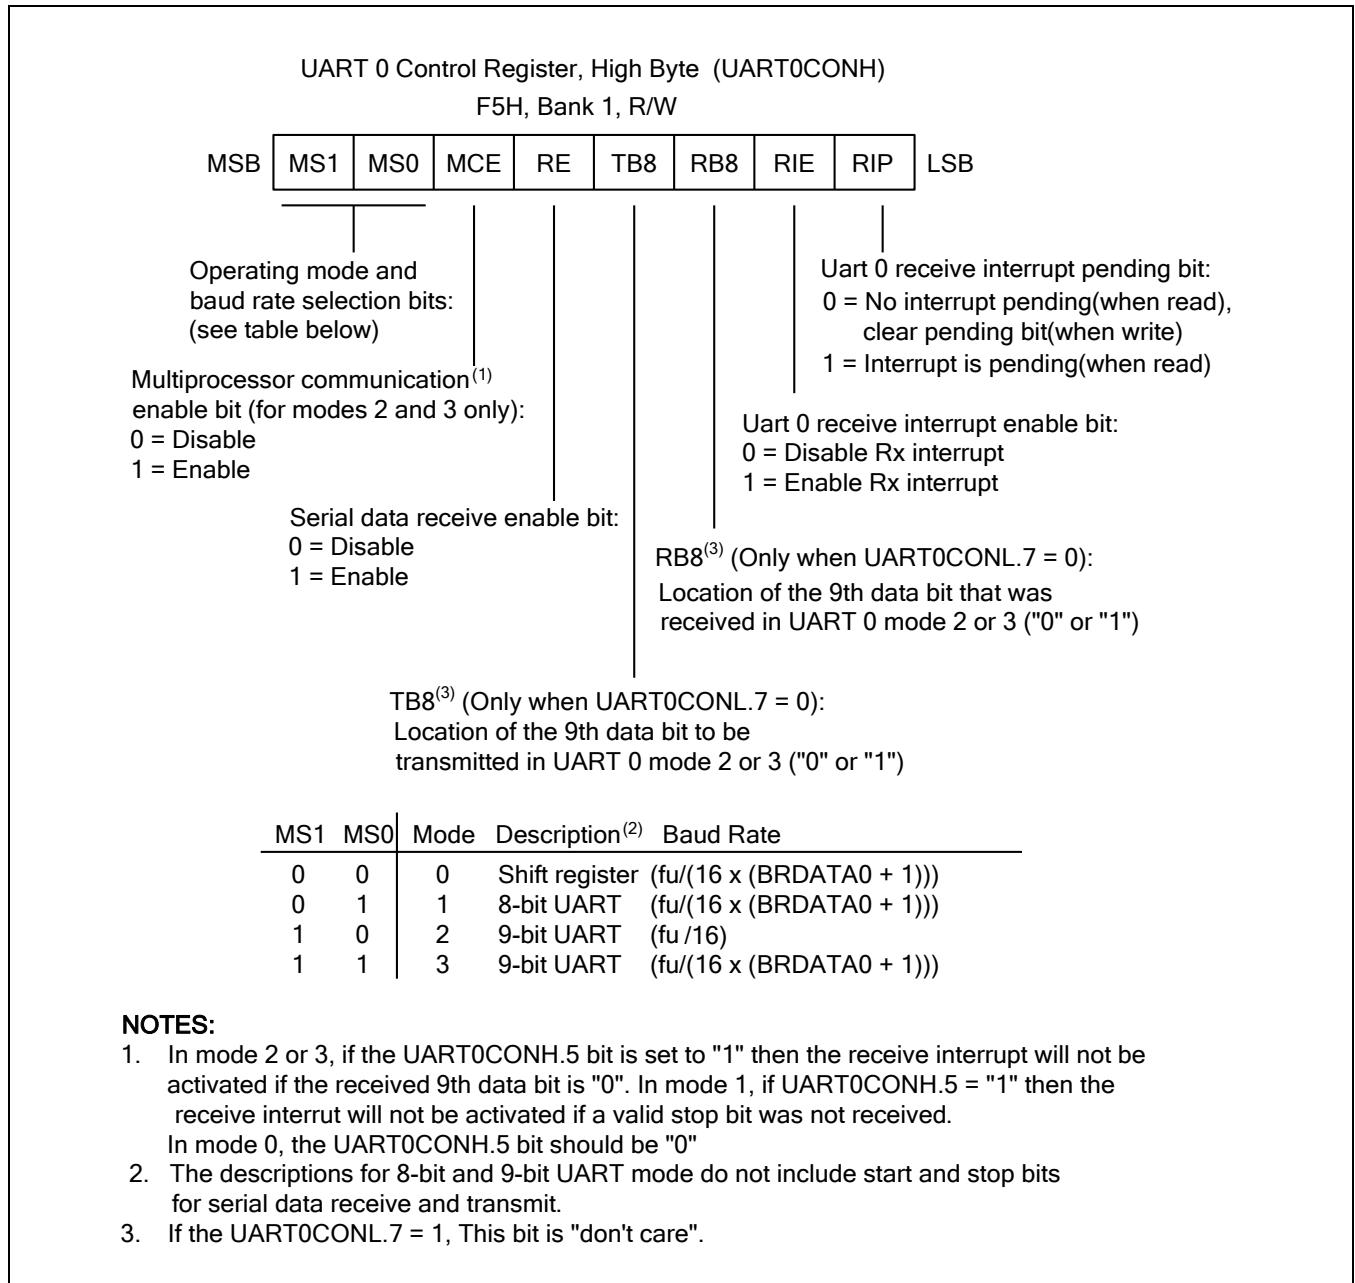 UART 0 Control Register, High Byte (UART0CONH)
F5H, Bank 1, R/W
MSB MS1 MS0 MCE RE TB8 RB8 RIE RIP LSB
Operating mode and
baud rate selection bits:
(see table below)
Uart 0 receive interrupt pending bit:
0 = No interrupt pending(when read),
clear pending bit(when write)
1 = Interrupt is pending(when read)
Multiprocessor communication(1)
enable bit (for modes 2 and 3 only):
0 = Disable
1 = Enable
Uart 0 receive interrupt enable bit:
0 = Disable Rx interrupt
1 = Enable Rx interrupt
Serial data receive enable bit:
0 = Disable
1 = Enable
RB8(3) (Only when UART0CONL.7 = 0):
Location of the 9th data bit that was
received in UART 0 mode 2 or 3 ("0" or "1")
TB8(3) (Only when UART0CONL.7 = 0):
Location of the 9th data bit to be
transmitted in UART 0 mode 2 or 3 ("0" or "1")
MS1 MS0 Mode Description(2) Baud Rate
0 0 0 Shift register (fu/(16 x (BRDATA0 + 1)))
0 1 1 8-bit UART (fu/(16 x (BRDATA0 + 1)))
1 0 2 9-bit UART (fu /16)
1 1 3 9-bit UART (fu/(16 x (BRDATA0 + 1)))
NOTES:
1. In mode 2 or 3, if the UART0CONH.5 bit is set to "1" then the receive interrupt will not be
activated if the received 9th data bit is "0". In mode 1, if UART0CONH.5 = "1" then the
receive interrut will not be activated if a valid stop bit was not received.
In mode 0, the UART0CONH.5 bit should be "0"
2. The descriptions for 8-bit and 9-bit UART mode do not include start and stop bits
for serial data receive and transmit.
3. If the UART0CONL.7 = 1, This bit is "don't care".